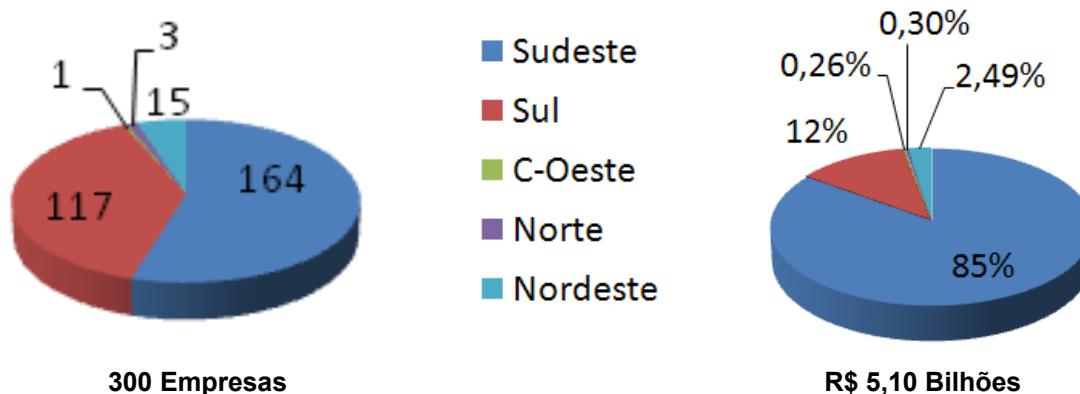 3
1
15
164
117
300 Empresas
Sudeste
Sul
C-Oeste
Norte
Nordeste
0,30%
0,26%
2,49%
12%
85%
R$ 5,10 Bilhões